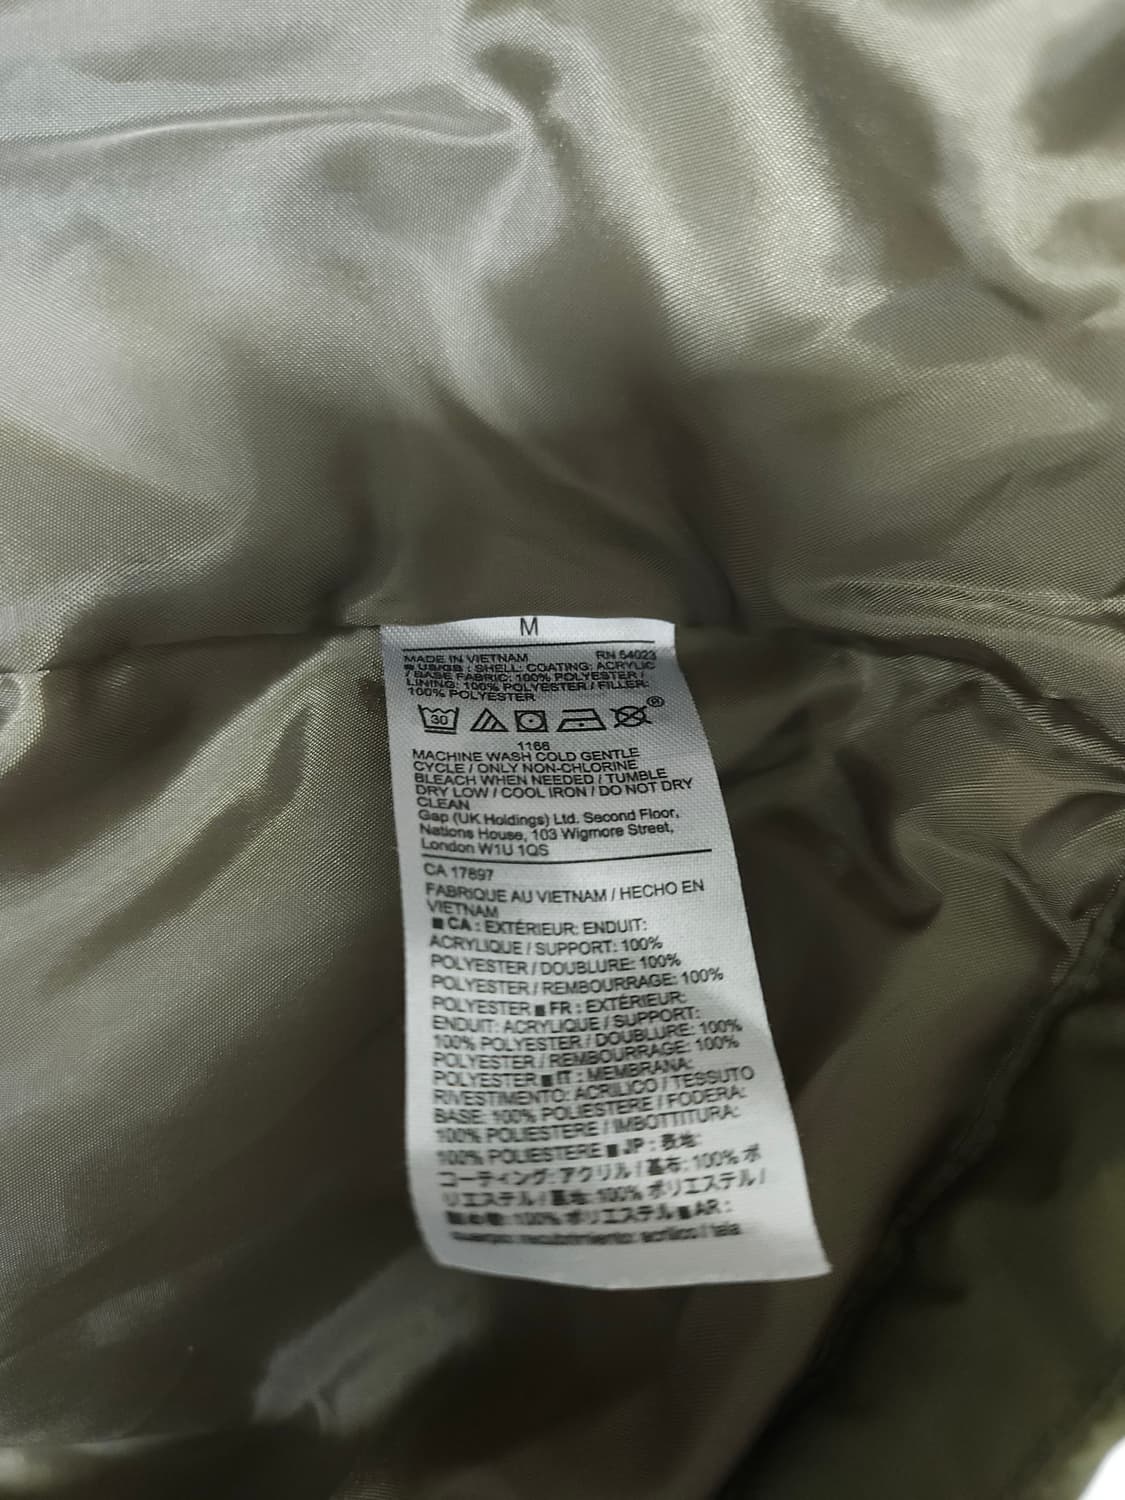 M
MADE IN VIETNAM RN 54023
■ US/GB : SHELL: COATING: ACRYLIC
/ BASE FABRIC: 100% POLYESTER /
LINING: 100% POLYESTER / FILLER:
100% POLYESTER
30 ®
1166
MACHINE WASH COLD GENTLE
CYCLE / ONLY NON-CHLORINE
BLEACH WHEN NEEDED / TUMBLE
DRY LOW / COOL IRON / DO NOT DRY
CLEAN
Gap (UK Holdings) Ltd. Second Floor,
Nations House, 103 Wigmore Street,
London W1U 1QS
CA 17897
FABRIQUE AU VIETNAM / HECHO EN
VIETNAM
■ CA : EXTÉRIEUR: ENDUIT:
ACRYLIQUE / SUPPORT: 100%
POLYESTER / DOUBLURE: 100%
POLYESTER / REMBOURRAGE: 100%
POLYESTER ■ FR : EXTÉRIEUR:
ENDUIT: ACRYLIQUE / SUPPORT:
100% POLYESTER / DOUBLURE: 100%
POLYESTER / REMBOURRAGE: 100%
POLYESTER ■ IT : MEMBRANA:
RIVESTIMENTO: ACRILICO / TESSUTO
BASE: 100% POLIESTERE / FODERA:
100% POLIESTERE / IMBOTTITURA:
100% POLIESTERE ■ JP : 表地:
コーティング: アクリル / 基布: 100% ポ
リエステル / 100% ポリエステル /
100% ポリエステル ■ AR :
cuerpo: recubrimiento: acrílico / tela